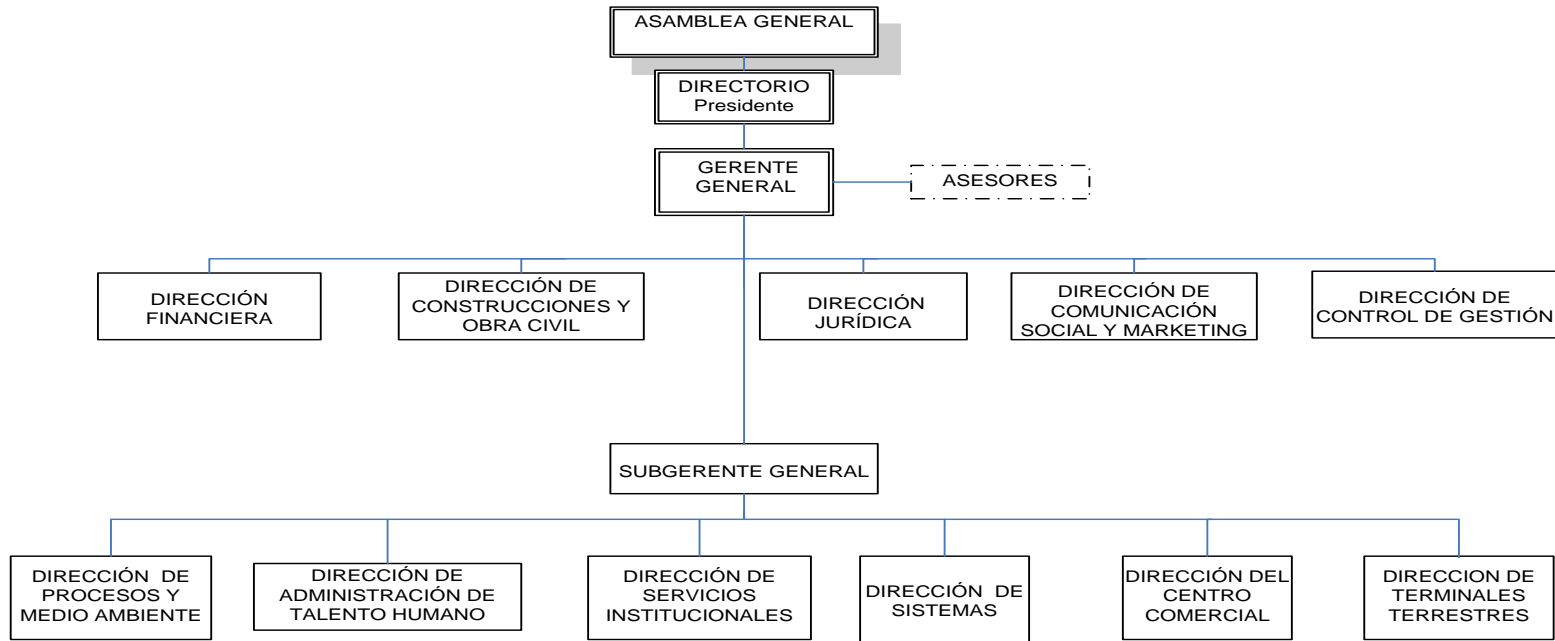 ASAMBLEA GENERAL
DIRECTORIO
Presidente
GERENTE
GENERAL
ASESORES
DIRECCIÓN
FINANCIERA
DIRECCIÓN DE
CONSTRUCCIONES Y
OBRA CIVIL
DIRECCIÓN
JURÍDICA
DIRECCIÓN DE
COMUNICACIÓN
SOCIAL Y MARKETING
DIRECCIÓN DE
CONTROL DE GESTIÓN
SUBGERENTE GENERAL
DIRECCIÓN DE
PROCESOS Y
MEDIO AMBIENTE
DIRECCIÓN DE
ADMINISTRACIÓN DE
TALENTO HUMANO
DIRECCIÓN DE
SERVICIOS
INSTITUCIONALES
DIRECCIÓN DE
SISTEMAS
DIRECCIÓN DEL
CENTRO
COMERCIAL
DIRECCION DE
TERMINALES
TERRESTRES